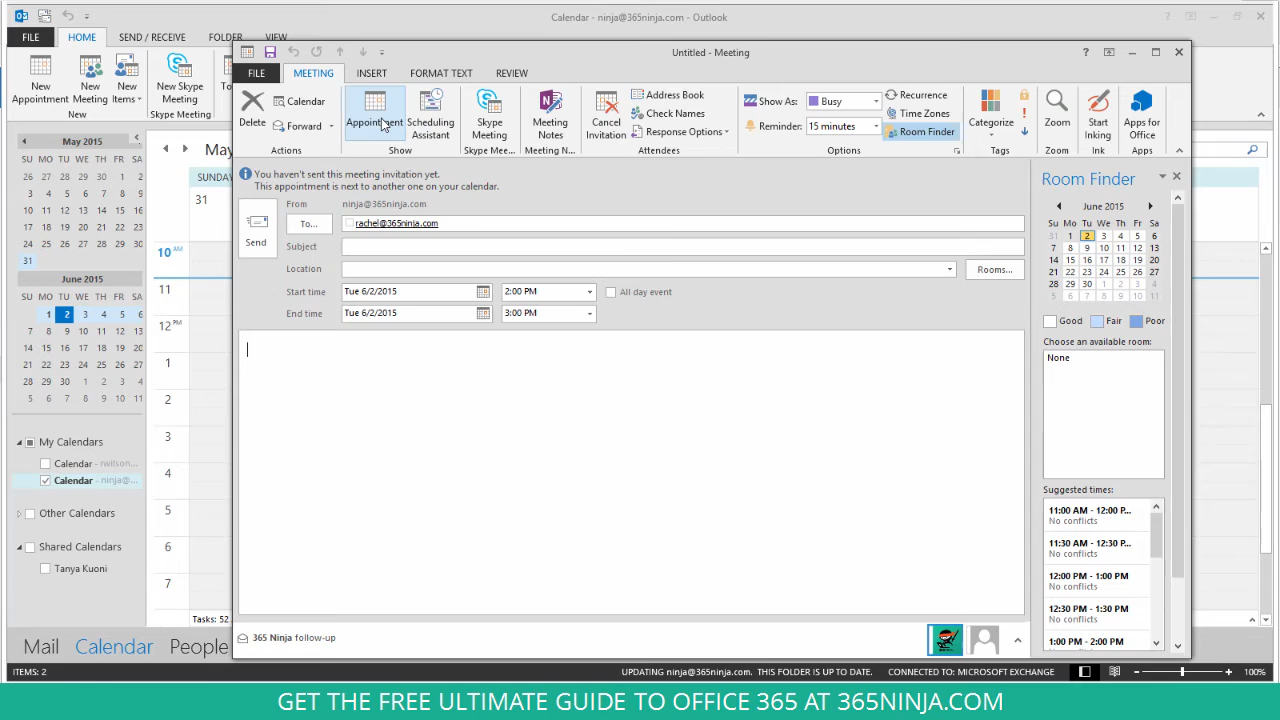 Calendar - ninja@365ninja.com - Outlook
FILE HOME SEND / RECEIVE FOLDER VIEW
New Appointment
New Meeting
New Items
New Skype Meeting
New
Skype Meeting
May 2015
SU MO TU WE TH FR SA
26 27 28 29 30 1 2
3 4 5 6 7 8 9
10 11 12 13 14 15 16
17 18 19 20 21 22 23
24 25 26 27 28 29 30
31
June 2015
SU MO TU WE TH FR SA
1 2 3 4 5 6
7 8 9 10 11 12 13
14 15 16 17 18 19 20
21 22 23 24 25 26 27
28 29 30 1 2 3 4
5 6 7 8 9 10 11
My Calendars
Calendar - rwilson...
Calendar - ninja@...
Other Calendars
Shared Calendars
Tanya Kuoni
May
SUNDAY
31
10 AM
11
12 PM
1
2
3
4
5
6
7
Tasks: 52
Mail Calendar People
Untitled - Meeting
FILE MEETING INSERT FORMAT TEXT REVIEW
Delete
Calendar
Forward
Actions
Appointment
Scheduling Assistant
Show
Skype Meeting
Skype Mee...
Meeting Notes
Meeting N...
Cancel Invitation
Address Book
Check Names
Response Options
Attendees
Show As: Busy
Reminder: 15 minutes
Recurrence
Time Zones
Room Finder
Options
Categorize
Tags
Zoom
Zoom
Start Inking
Ink
Apps for Office
Apps
You haven't sent this meeting invitation yet.
This appointment is next to another one on your calendar.
Send
From ninja@365ninja.com
To... rachel@365ninja.com
Subject
Location Rooms...
Start time Tue 6/2/2015 2:00 PM All day event
End time Tue 6/2/2015 3:00 PM
365 Ninja follow-up
Room Finder
June 2015
Su Mo Tu We Th Fr Sa
31 1 2 3 4 5 6
7 8 9 10 11 12 13
14 15 16 17 18 19 20
21 22 23 24 25 26 27
28 29 30 1 2 3 4
5 6 7 8 9 10 11
Good Fair Poor
Choose an available room:
None
Suggested times:
11:00 AM - 12:00 P...
No conflicts
11:30 AM - 12:30 P...
No conflicts
12:00 PM - 1:00 PM
No conflicts
12:30 PM - 1:30 PM
No conflicts
1:00 PM - 2:00 PM
ITEMS: 2 UPDATING ninja@365ninja.com. THIS FOLDER IS UP TO DATE. CONNECTED TO: MICROSOFT EXCHANGE 100%
GET THE FREE ULTIMATE GUIDE TO OFFICE 365 AT 365NINJA.COM